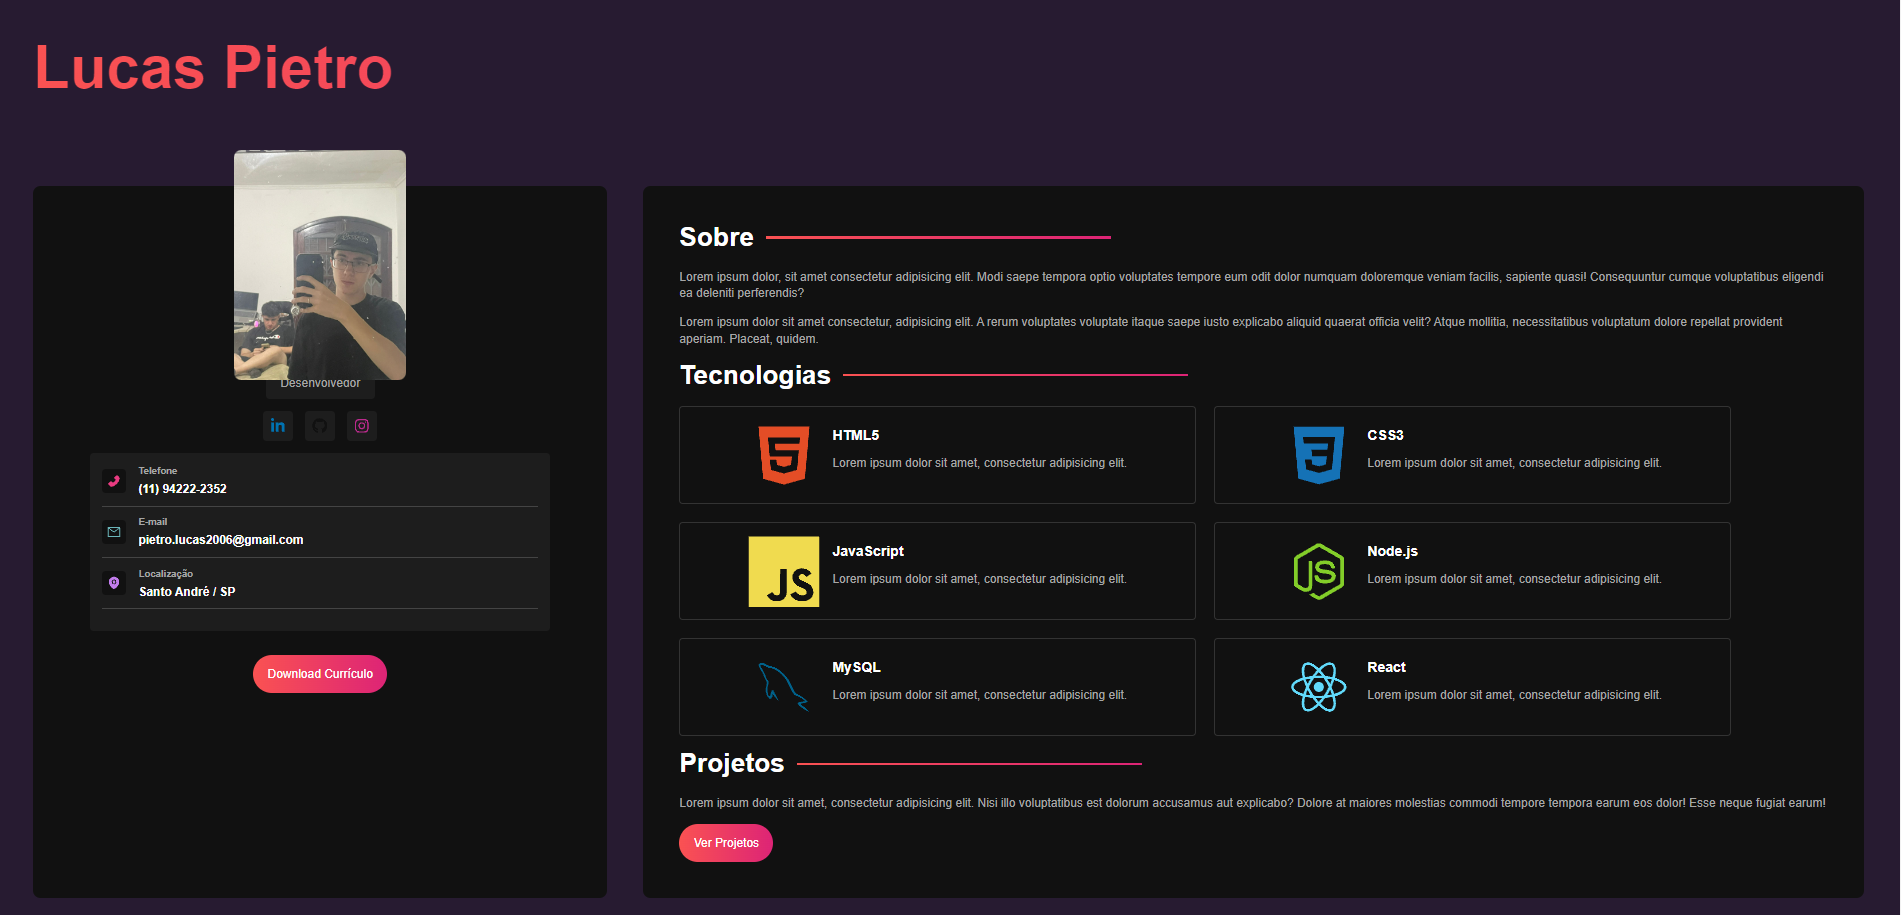 Lucas Pietro
Desenvolvedor
Telefone
(11) 94222-2352
E-mail
pietro.lucas2006@gmail.com
Localização
Santo André / SP
Download Currículo
Sobre
Lorem ipsum dolor, sit amet consectetur adipisicing elit. Modi saepe tempora optio voluptates tempore eum odit dolor numquam doloremque veniam facilis, sapiente quasi! Consequuntur cumque voluptatibus eligendi
ea deleniti perferendis?
Lorem ipsum dolor sit amet consectetur, adipisicing elit. A rerum voluptates voluptate itaque saepe iusto explicabo aliquid quaerat officia velit? Atque mollitia, necessitatibus voluptatum dolore repellat provident
aperiam. Placeat, quidem.
Tecnologias
HTML5
Lorem ipsum dolor sit amet, consectetur adipisicing elit.
CSS3
Lorem ipsum dolor sit amet, consectetur adipisicing elit.
JS
JavaScript
Lorem ipsum dolor sit amet, consectetur adipisicing elit.
JS
Node.js
Lorem ipsum dolor sit amet, consectetur adipisicing elit.
MySQL
Lorem ipsum dolor sit amet, consectetur adipisicing elit.
React
Lorem ipsum dolor sit amet, consectetur adipisicing elit.
Projetos
Lorem ipsum dolor sit amet, consectetur adipisicing elit. Nisi illo voluptatibus est dolorum accusamus aut explicabo? Dolore at maiores molestias commodi tempore tempora earum eos dolor! Esse neque fugiat earum!
Ver Projetos